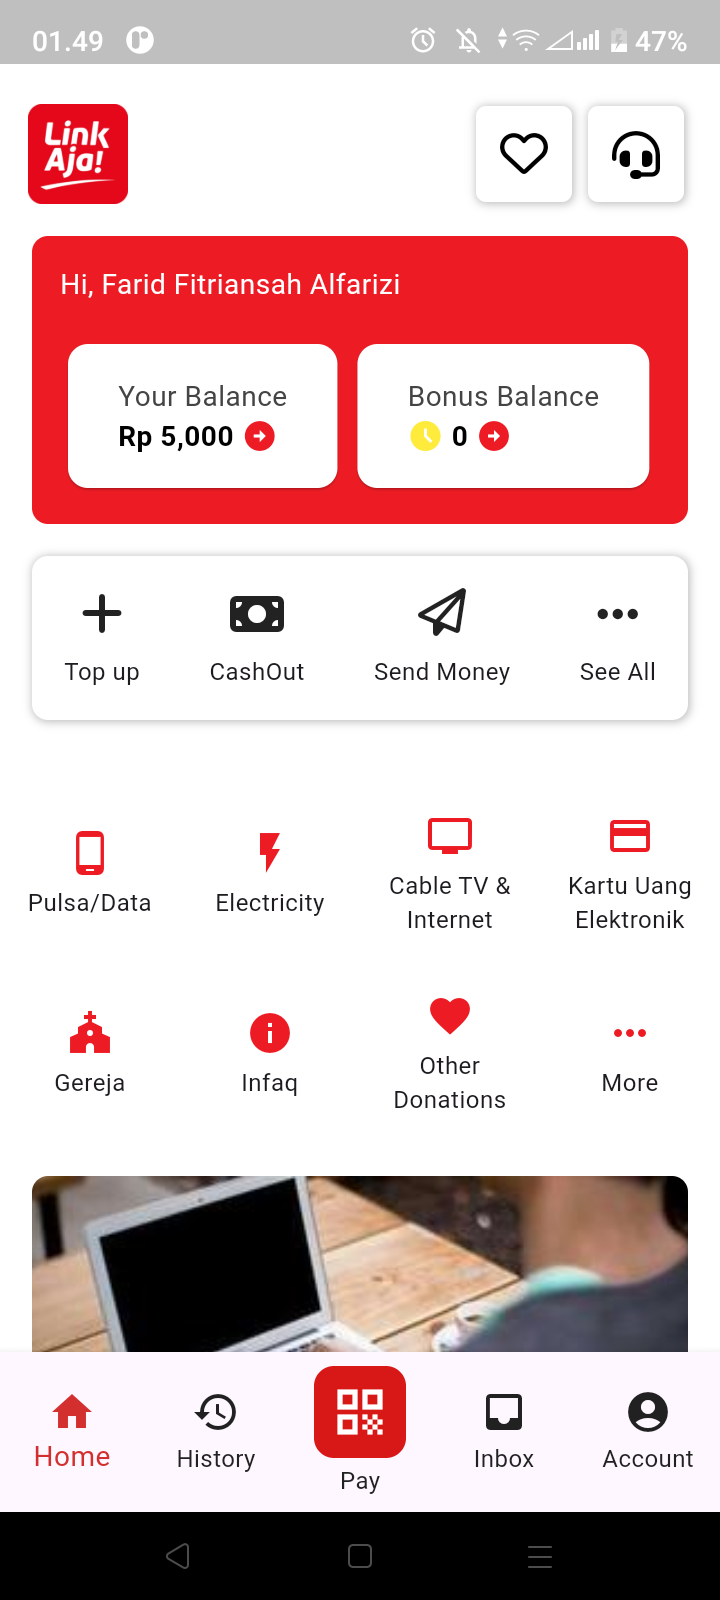 01.49
47%
Link
Aja!
Hi, Farid Fitriansah Alfarizi
Your Balance
Rp 5,000
Bonus Balance
0
Top up
CashOut
Send Money
See All
Pulsa/Data
Electricity
Cable TV &
Internet
Kartu Uang
Elektronik
Gereja
Infaq
Other
Donations
More
Home
History
Pay
Inbox
Account